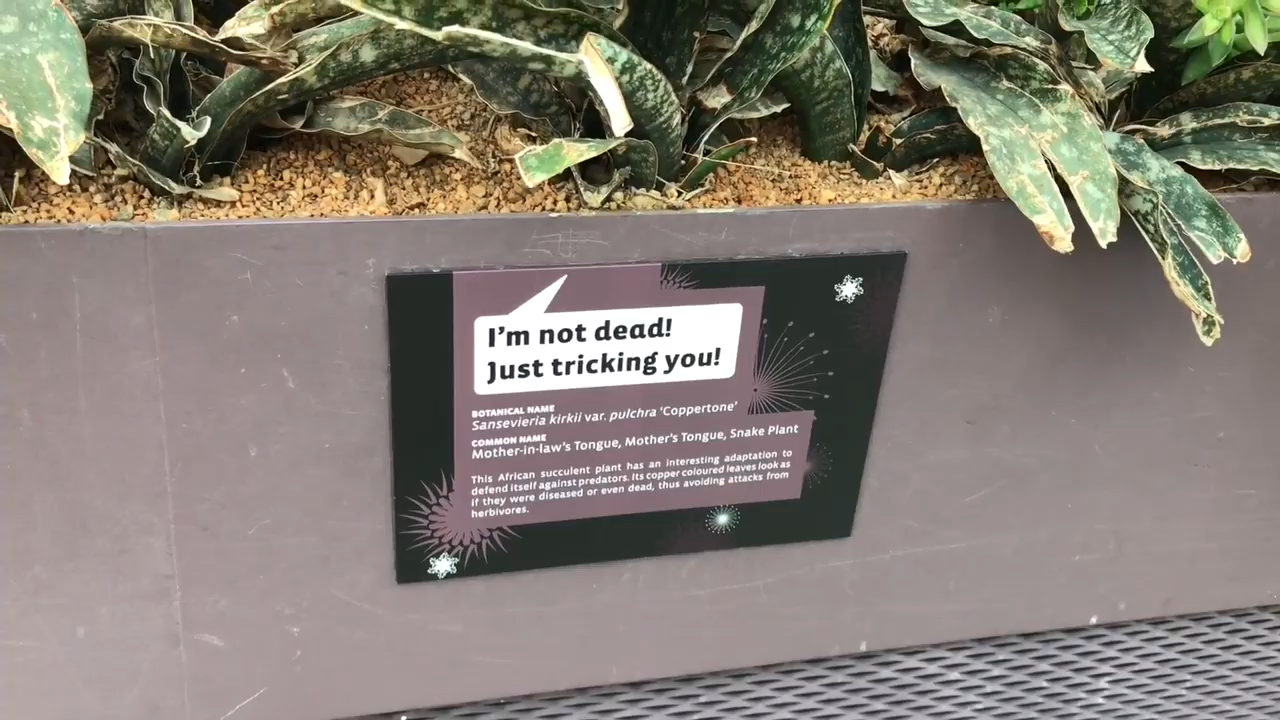 I'm not dead!
Just tricking you!
BOTANICAL NAME
Sansevieria kirkii var. pulchra 'Coppertone'
COMMON NAME
Mother-in-law's Tongue, Mother's Tongue, Snake Plant
This African succulent plant has an interesting adaptation to
defend itself against predators. Its copper coloured leaves look as
if they were diseased or even dead, thus avoiding attacks from
herbivores.